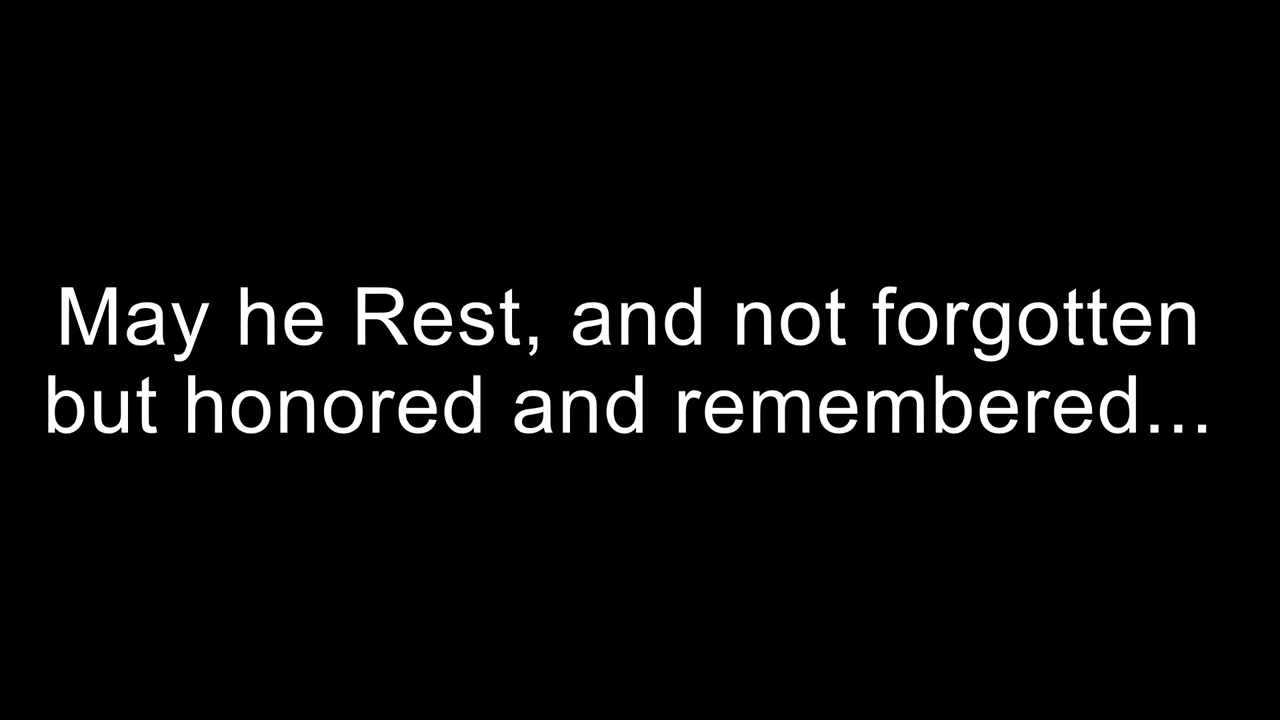 May he Rest, and not forgotten
but honored and remembered...